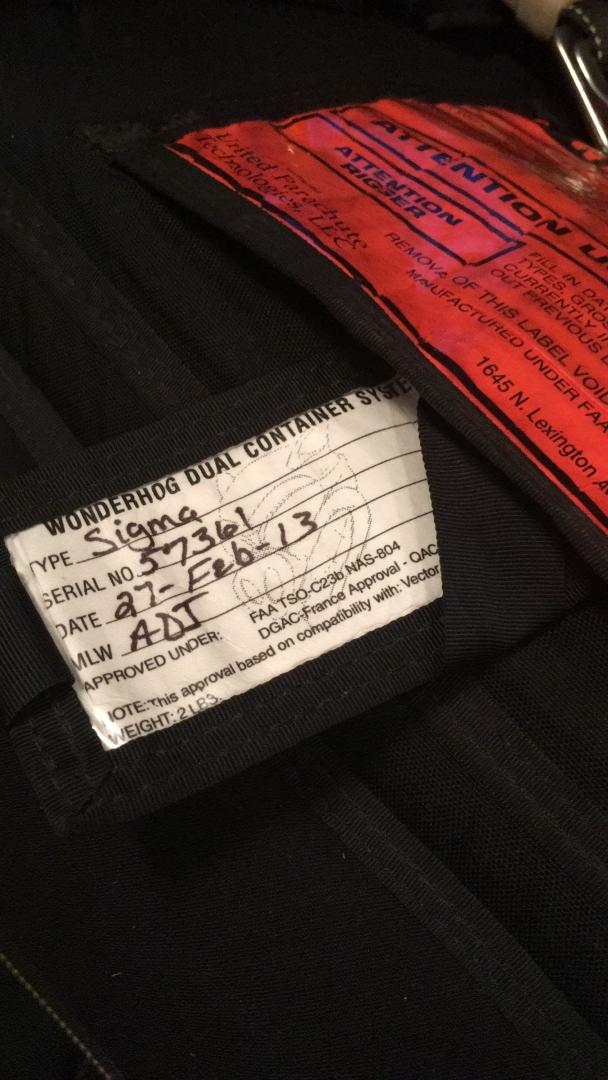 United Parachute
Technologies, LLC
ATTENTION
ATTENTION
RIGGER
REMOVAL OF THIS LABEL VOID
MANUFACTURED UNDER FAA
FILL IN
TYPES,
CURRENTLY
OUT PREVIOUS
1645 N. Lexington
WONDERHOG DUAL CONTAINER SYSTE
TYPE Sigma
SERIAL NO. 57361
DATE 27-Feb-13
MLW ADJ
APPROVED UNDER: FAA TSO-C23b NAS-804
DGAC-France Approval - QAC
NOTE: This approval based on compatibility with: Vector
WEIGHT: 2 LBS.